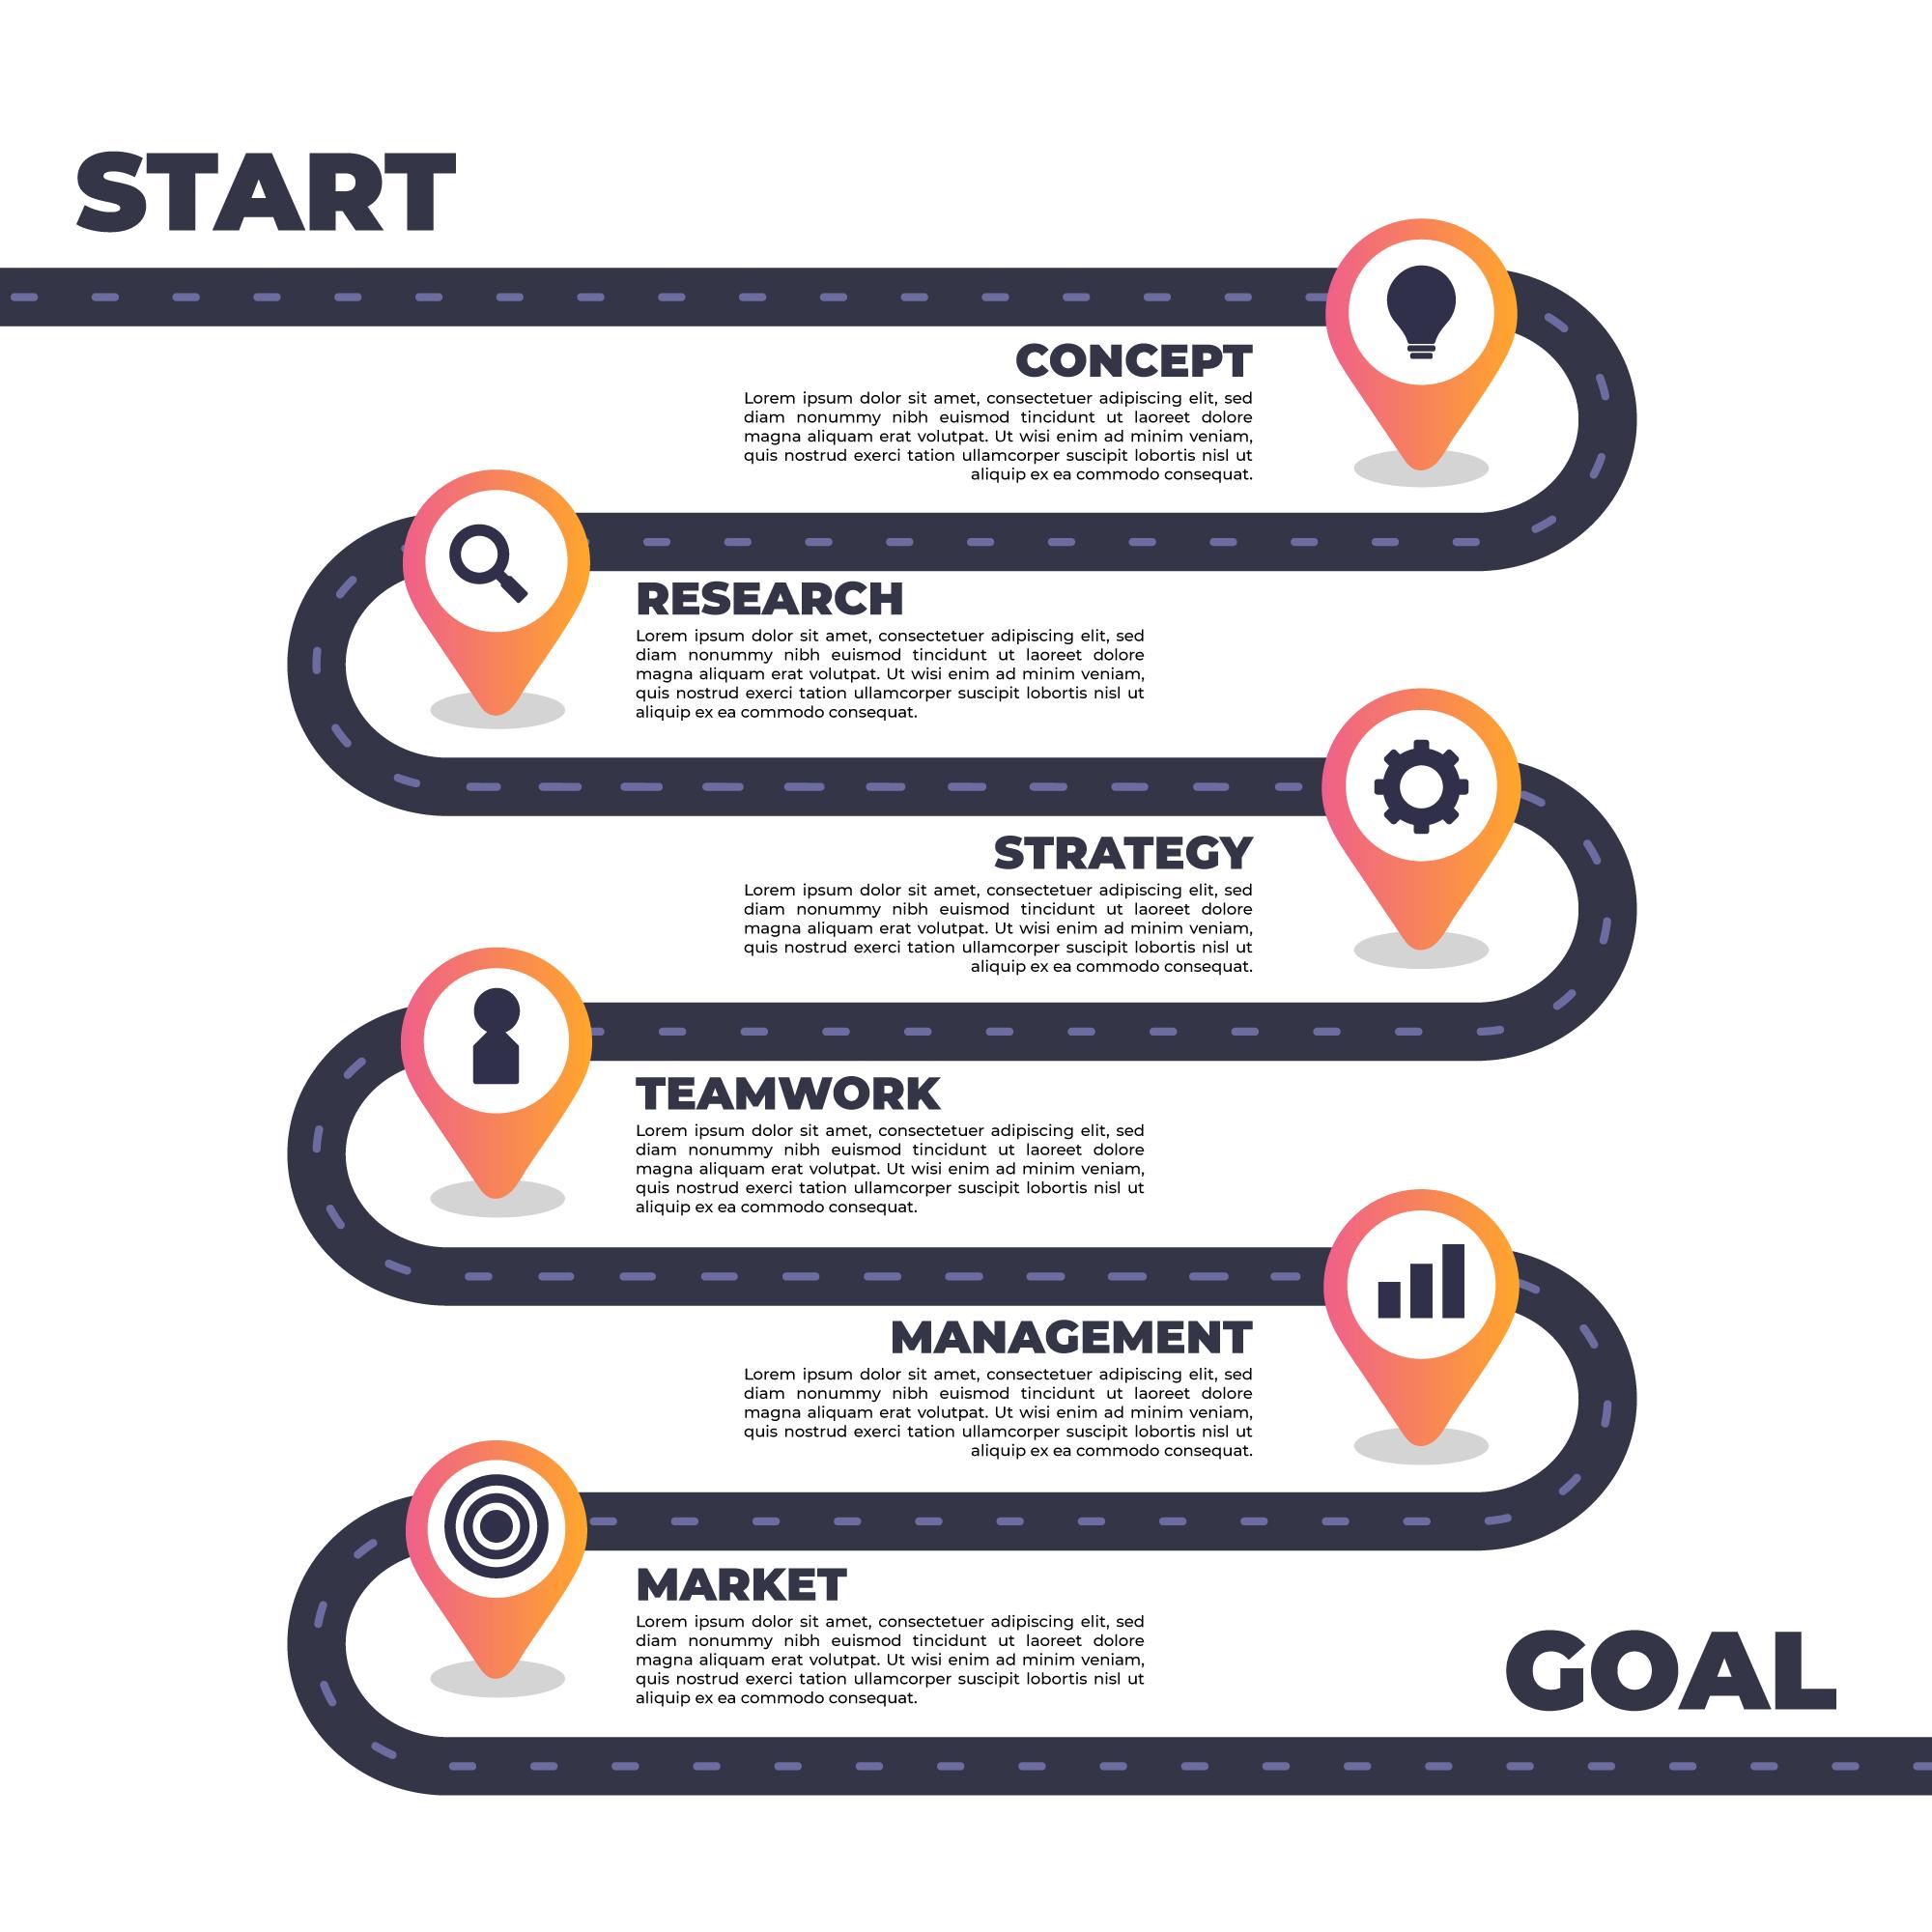 START
CONCEPT
Lorem ipsum dolor sit amet, consectetuer adipiscing elit, sed
diam nonummy nibh euismod tincidunt ut laoreet dolore
magna aliquam erat volutpat. Ut wisi enim ad minim veniam,
quis nostrud exerci tation ullamcorper suscipit lobortis nisl ut
aliquip ex ea commodo consequat.
RESEARCH
Lorem ipsum dolor sit amet, consectetuer adipiscing elit, sed
diam nonummy nibh euismod tincidunt ut laoreet dolore
magna aliquam erat volutpat. Ut wisi enim ad minim veniam,
quis nostrud exerci tation ullamcorper suscipit lobortis nisl ut
aliquip ex ea commodo consequat.
STRATEGY
Lorem ipsum dolor sit amet, consectetuer adipiscing elit, sed
diam nonummy nibh euismod tincidunt ut laoreet dolore
magna aliquam erat volutpat. Ut wisi enim ad minim veniam,
quis nostrud exerci tation ullamcorper suscipit lobortis nisl ut
aliquip ex ea commodo consequat.
TEAMWORK
Lorem ipsum dolor sit amet, consectetuer adipiscing elit, sed
diam nonummy nibh euismod tincidunt ut laoreet dolore
magna aliquam erat volutpat. Ut wisi enim ad minim veniam,
quis nostrud exerci tation ullamcorper suscipit lobortis nisl ut
aliquip ex ea commodo consequat.
MANAGEMENT
Lorem ipsum dolor sit amet, consectetuer adipiscing elit, sed
diam nonummy nibh euismod tincidunt ut laoreet dolore
magna aliquam erat volutpat. Ut wisi enim ad minim veniam,
quis nostrud exerci tation ullamcorper suscipit lobortis nisl ut
aliquip ex ea commodo consequat.
MARKET
Lorem ipsum dolor sit amet, consectetuer adipiscing elit, sed
diam nonummy nibh euismod tincidunt ut laoreet dolore
magna aliquam erat volutpat. Ut wisi enim ad minim veniam,
quis nostrud exerci tation ullamcorper suscipit lobortis nisl ut
aliquip ex ea commodo consequat.
GOAL